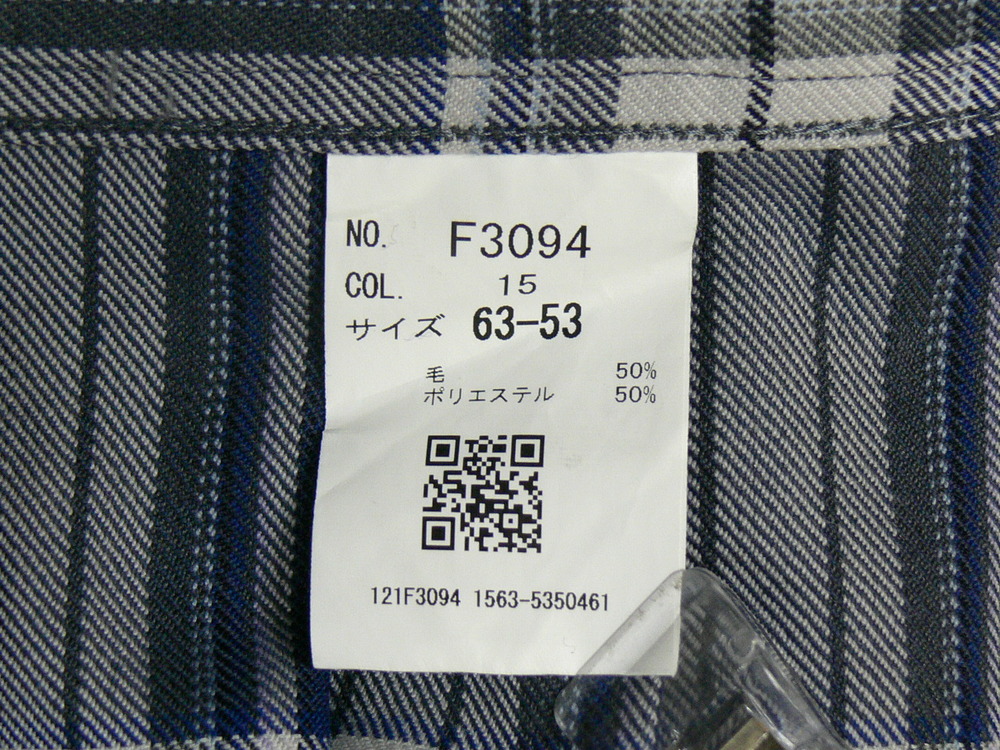 NO. F3094
COL. 15
サイズ 63-53
毛 50%
ポリエステル 50%
121F3094 1563-5350461